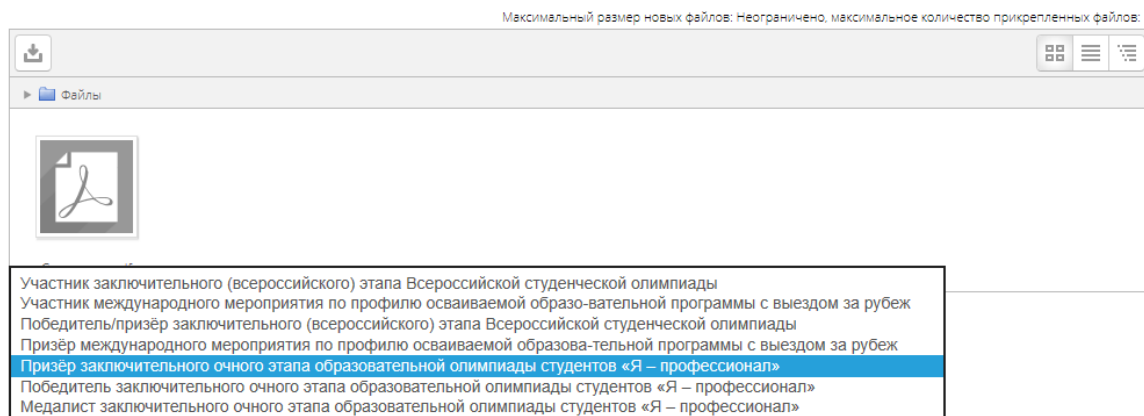 Максимальный размер новых файлов: Неограничено, максимальное количество прикрепленных файлов:
Файлы
Участник заключительного (всероссийского) этапа Всероссийской студенческой олимпиады
Участник международного мероприятия по профилю осваиваемой образо-вательной программы с выездом за рубеж
Победитель/призёр заключительного (всероссийского) этапа Всероссийской студенческой олимпиады
Призёр международного мероприятия по профилю осваиваемой образова-тельной программы с выездом за рубеж
Призёр заключительного очного этапа образовательной олимпиады студентов «Я – профессионал»
Победитель заключительного очного этапа образовательной олимпиады студентов «Я – профессионал»
Медалист заключительного очного этапа образовательной олимпиады студентов «Я – профессионал»